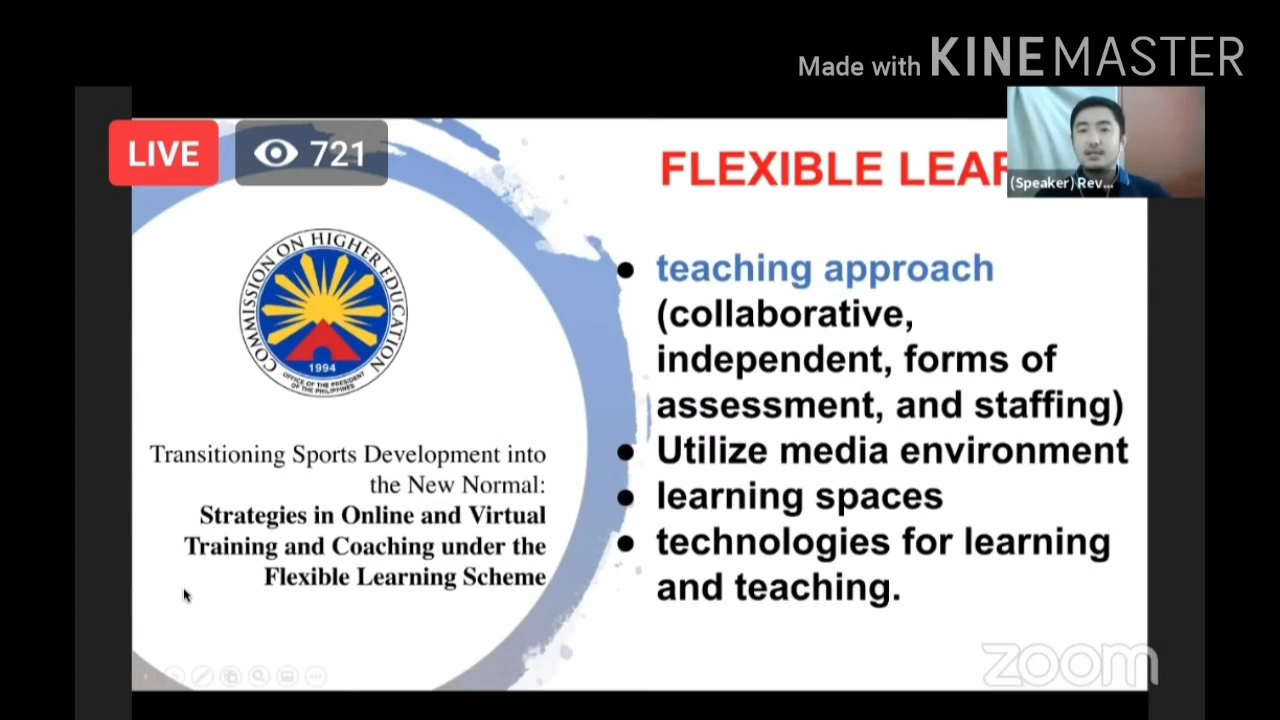 Made with KINEMASTER
LIVE 721
FLEXIBLE LEAR
(Speaker) Rev...
COMMISSION ON HIGHER EDUCATION
1994
OFFICE OF THE PRESIDENT
OF THE PHILIPPINES
Transitioning Sports Development into
the New Normal:
Strategies in Online and Virtual
Training and Coaching under the
Flexible Learning Scheme
• teaching approach
(collaborative,
independent, forms of
assessment, and staffing)
• Utilize media environment
• learning spaces
• technologies for learning
and teaching.
zoom